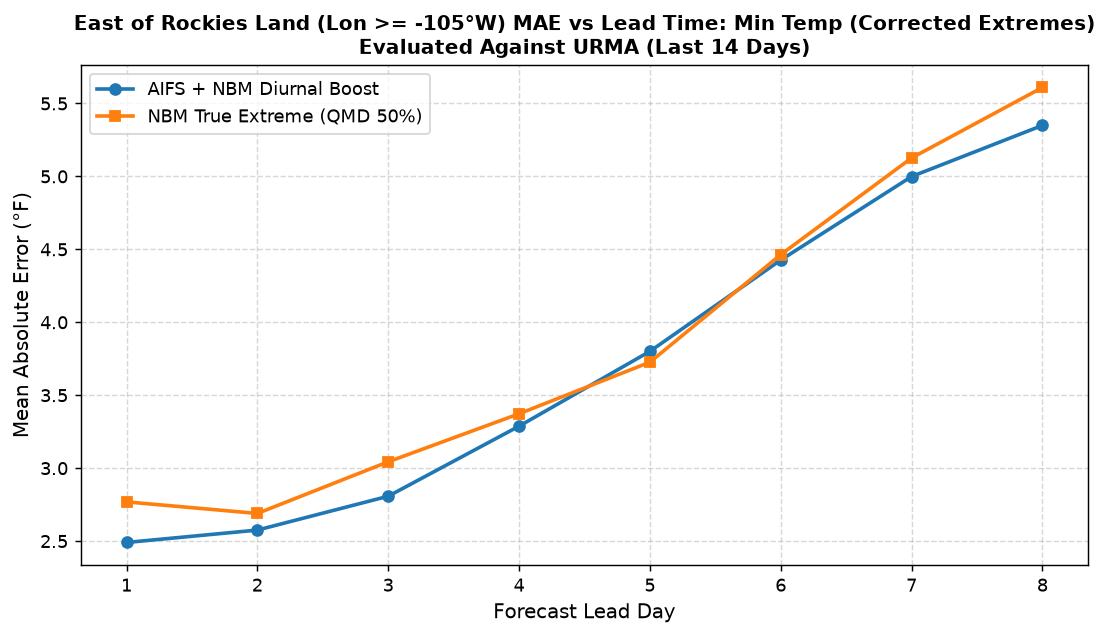 East of Rockies Land (Lon >= -105°W) MAE vs Lead Time: Min Temp (Corrected Extremes)
Evaluated Against URMA (Last 14 Days)
AIFS + NBM Diurnal Boost
NBM True Extreme (QMD 50%)
Mean Absolute Error (°F)
5.5
5.0
4.5
4.0
3.5
3.0
2.5
1 2 3 4 5 6 7 8
Forecast Lead Day